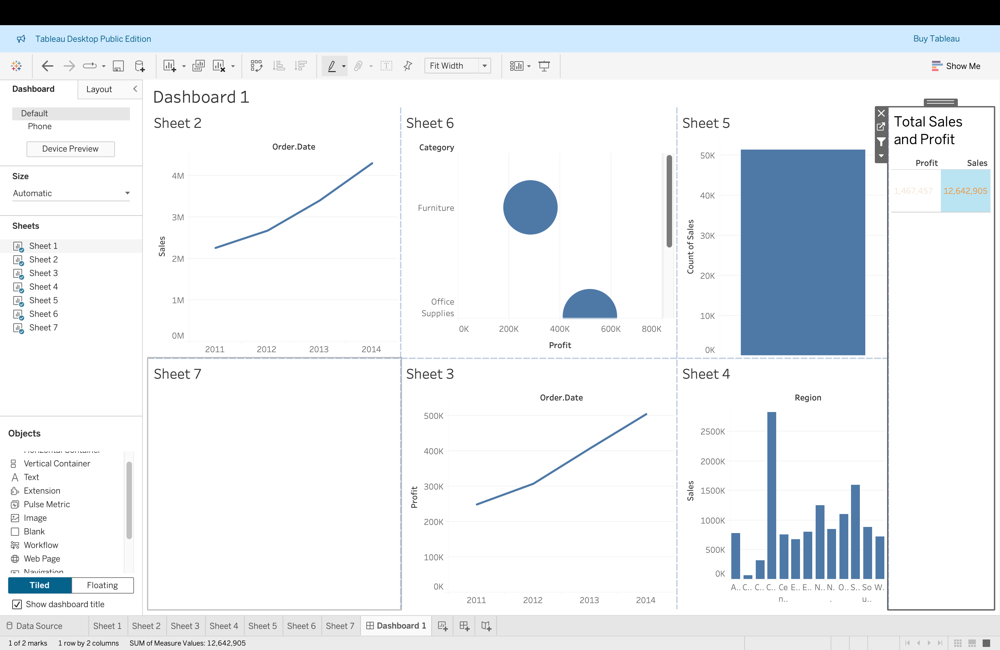 Tableau Desktop Public Edition
Buy Tableau
Fit Width
Show Me
Dashboard
Layout
Default
Phone
Device Preview
Size
Automatic
Sheets
Sheet 1
Sheet 2
Sheet 3
Sheet 4
Sheet 5
Sheet 6
Sheet 7
Objects
Horizontal Container
Vertical Container
Text
Extension
Pulse Metric
Image
Blank
Workflow
Web Page
Navigation
Tiled
Floating
Show dashboard title
Dashboard 1
Sheet 2
Order.Date
4M
3M
2M
1M
0M
Sales
2011 2012 2013 2014
Sheet 6
Category
Furniture
Office
Supplies
0K 200K 400K 600K 800K
Profit
Sheet 5
50K
40K
30K
20K
10K
0K
Count of Sales
Total Sales
and Profit
Profit Sales
1,467,457 12,642,905
Sheet 7
Sheet 3
Order.Date
500K
400K
300K
200K
100K
0K
Profit
2011 2012 2013 2014
Sheet 4
Region
2500K
2000K
1500K
1000K
500K
0K
Sales
A.. C.. C.. C.. Ce E.. E.. N.. N. O.. S.. So W.
n.. . u..
Data Source Sheet 1 Sheet 2 Sheet 3 Sheet 4 Sheet 5 Sheet 6 Sheet 7 Dashboard 1
1 of 2 marks 1 row by 2 columns SUM of Measure Values: 12,642,905